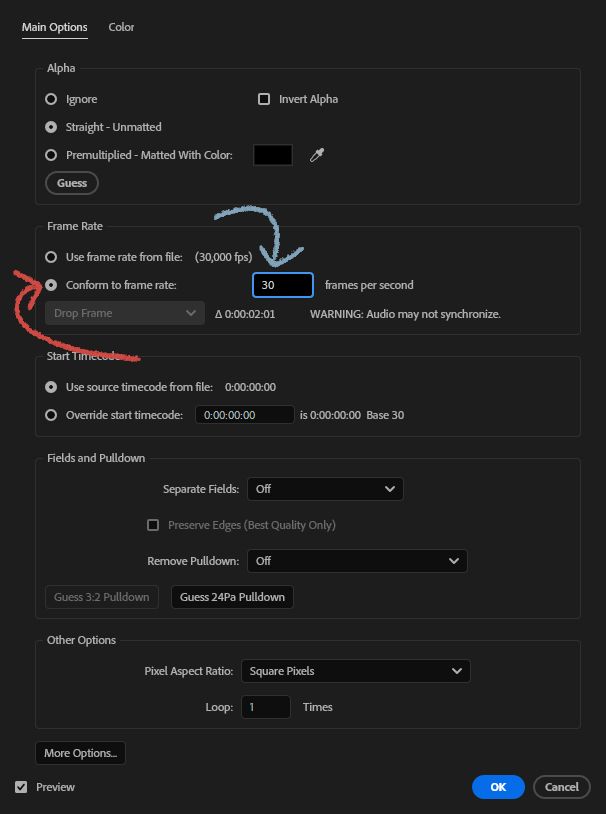 Main Options Color
Alpha
Ignore Invert Alpha
Straight - Unmatted
Premultiplied - Matted With Color:
Guess
Frame Rate
Use frame rate from file: (30,000 fps)
Conform to frame rate: 30 frames per second
Drop Frame Δ 0:00:02:01 WARNING: Audio may not synchronize.
Start Timecode
Use source timecode from file: 0:00:00:00
Override start timecode: 0:00:00:00 is 0:00:00:00 Base 30
Fields and Pulldown
Separate Fields: Off
Preserve Edges (Best Quality Only)
Remove Pulldown: Off
Guess 3:2 Pulldown Guess 24Pa Pulldown
Other Options
Pixel Aspect Ratio: Square Pixels
Loop: 1 Times
More Options...
Preview OK Cancel